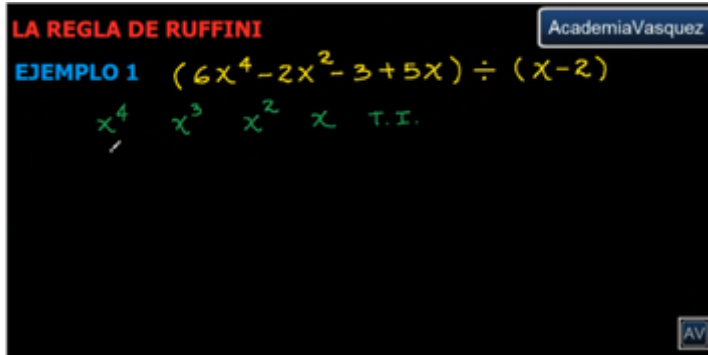 LA REGLA DE RUFFINI
AcademiaVasquez
EJEMPLO 1 (6x⁴-2x²-3+5x)÷(x-2)
x⁴ x³ x² x T.I.
AV